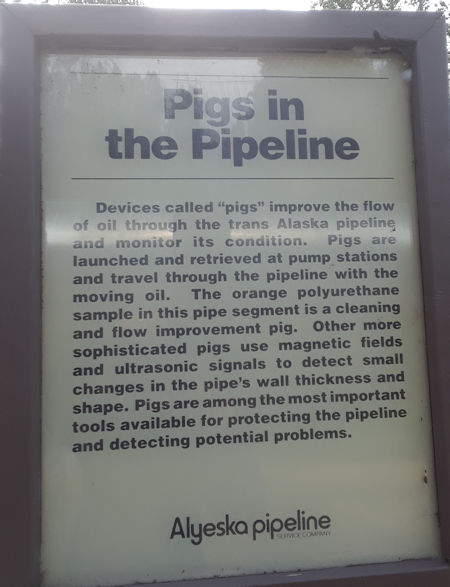 Pigs in
the Pipeline
Devices called “pigs” improve the flow
of oil through the trans Alaska pipeline
and monitor its condition. Pigs are
launched and retrieved at pump stations
and travel through the pipeline with the
moving oil. The orange polyurethane
sample in this pipe segment is a cleaning
and flow improvement pig. Other more
sophisticated pigs use magnetic fields
and ultrasonic signals to detect small
changes in the pipe's wall thickness and
shape. Pigs are among the most important
tools available for protecting the pipeline
and detecting potential problems.
Alyeska pipeline
SERVICE COMPANY